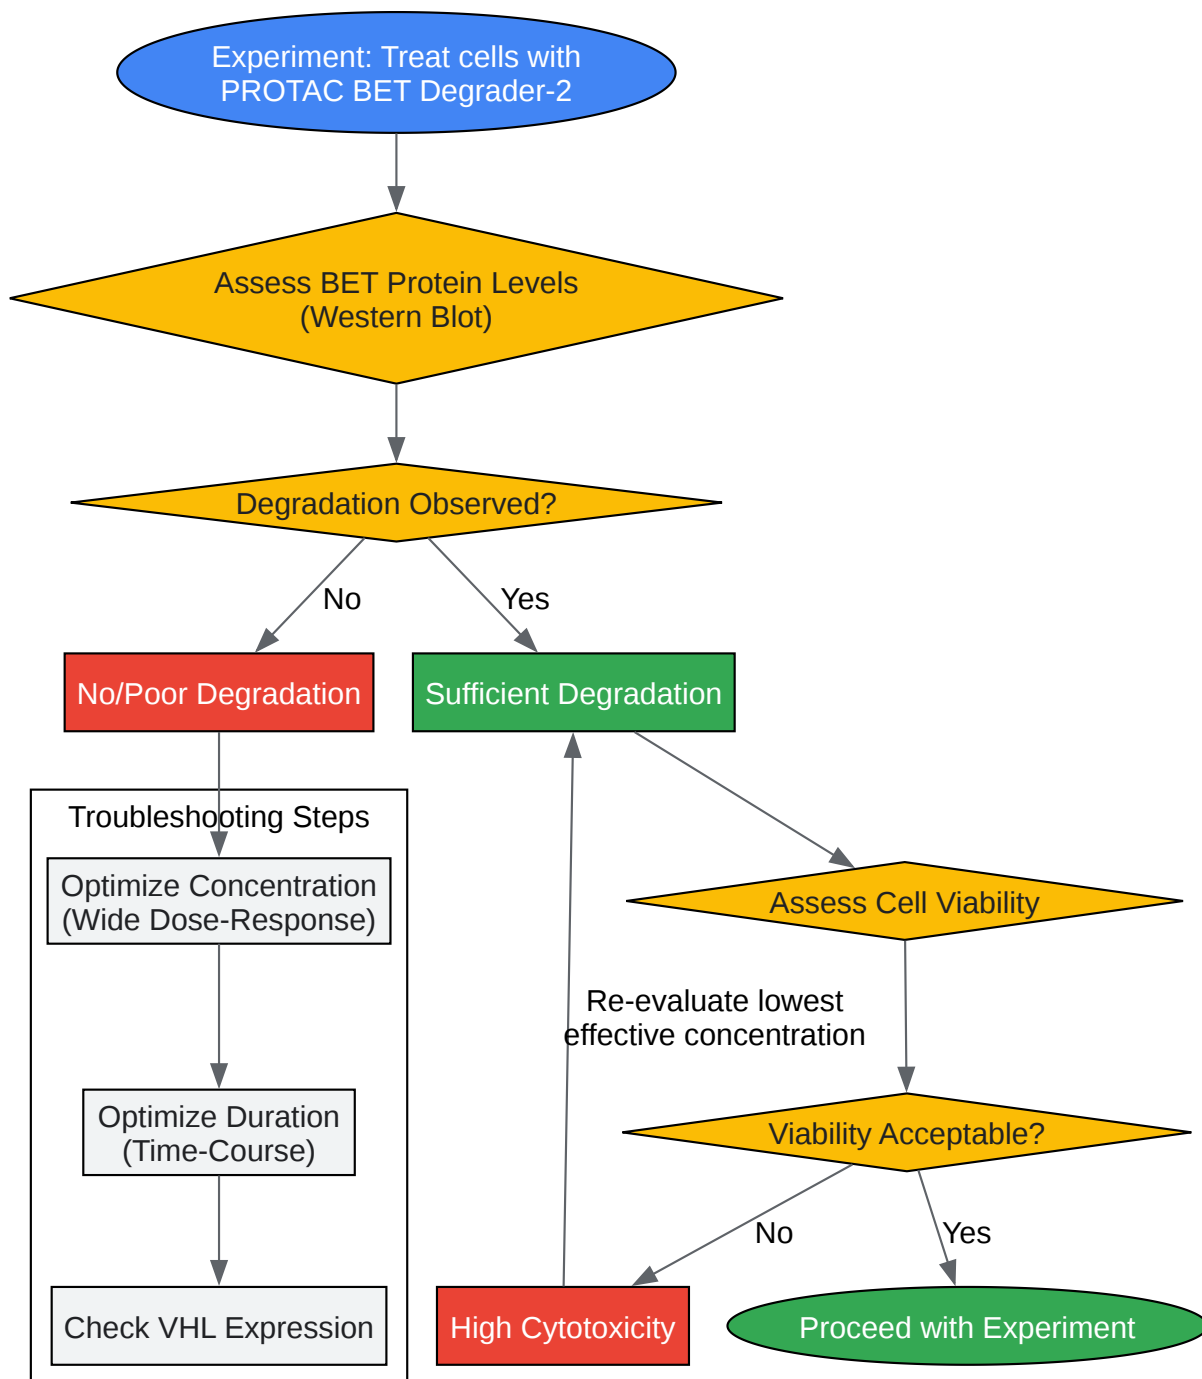 Experiment: Treat cells with
PROTAC BET Degrader-2
Assess BET Protein Levels
(Western Blot)
Degradation Observed?
No
Yes
No/Poor Degradation
Sufficient Degradation
Troubleshooting Steps
Optimize Concentration
(Wide Dose-Response)
Assess Cell Viability
Re-evaluate lowest
effective concentration
Optimize Duration
(Time-Course)
Viability Acceptable?
No
Yes
Check VHL Expression
High Cytotoxicity
Proceed with Experiment